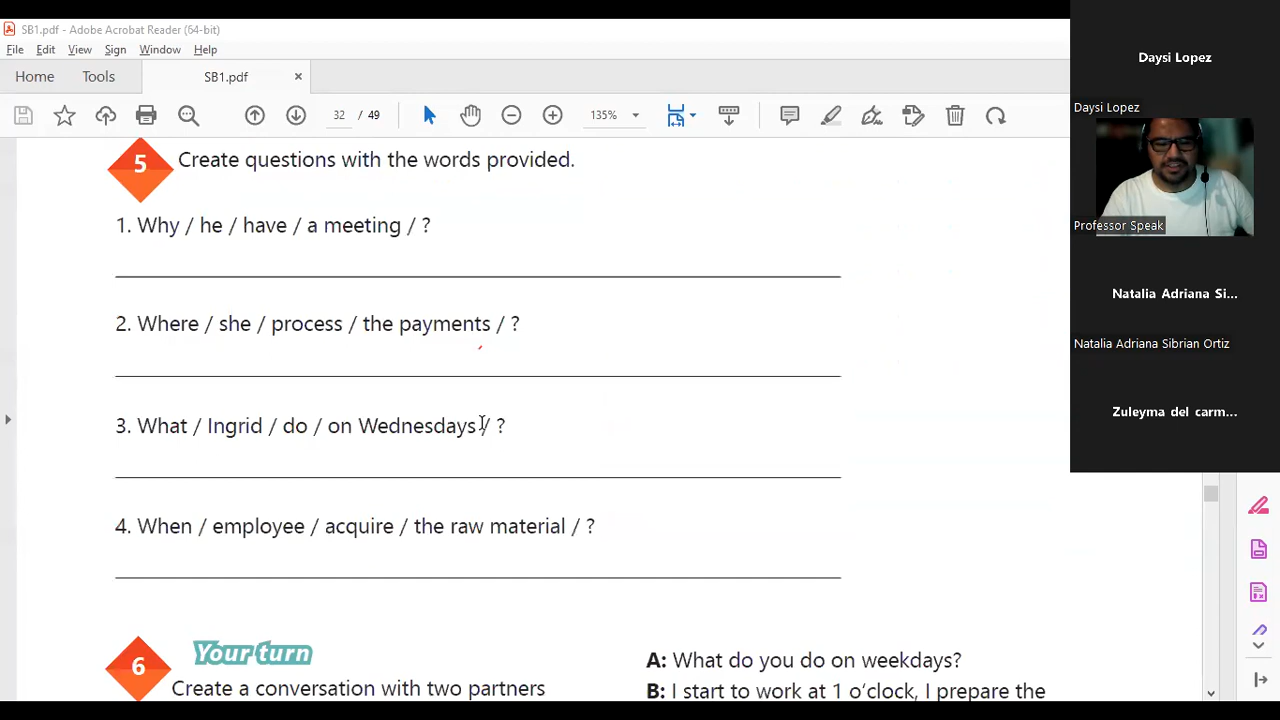 SB1.pdf - Adobe Acrobat Reader (64-bit)
File Edit View Sign Window Help
Home Tools SB1.pdf ×
32 / 49 135%
5 Create questions with the words provided.
1. Why / he / have / a meeting / ?
2. Where / she / process / the payments / ?
3. What / Ingrid / do / on Wednesdays / ?
4. When / employee / acquire / the raw material / ?
6 Your turn
Create a conversation with two partners
A: What do you do on weekdays?
B: I start to work at 1 o'clock, I prepare the
Daysi Lopez
Daysi Lopez
Professor Speak
Natalia Adriana Si...
Natalia Adriana Sibrian Ortiz
Zuleyma del carm...